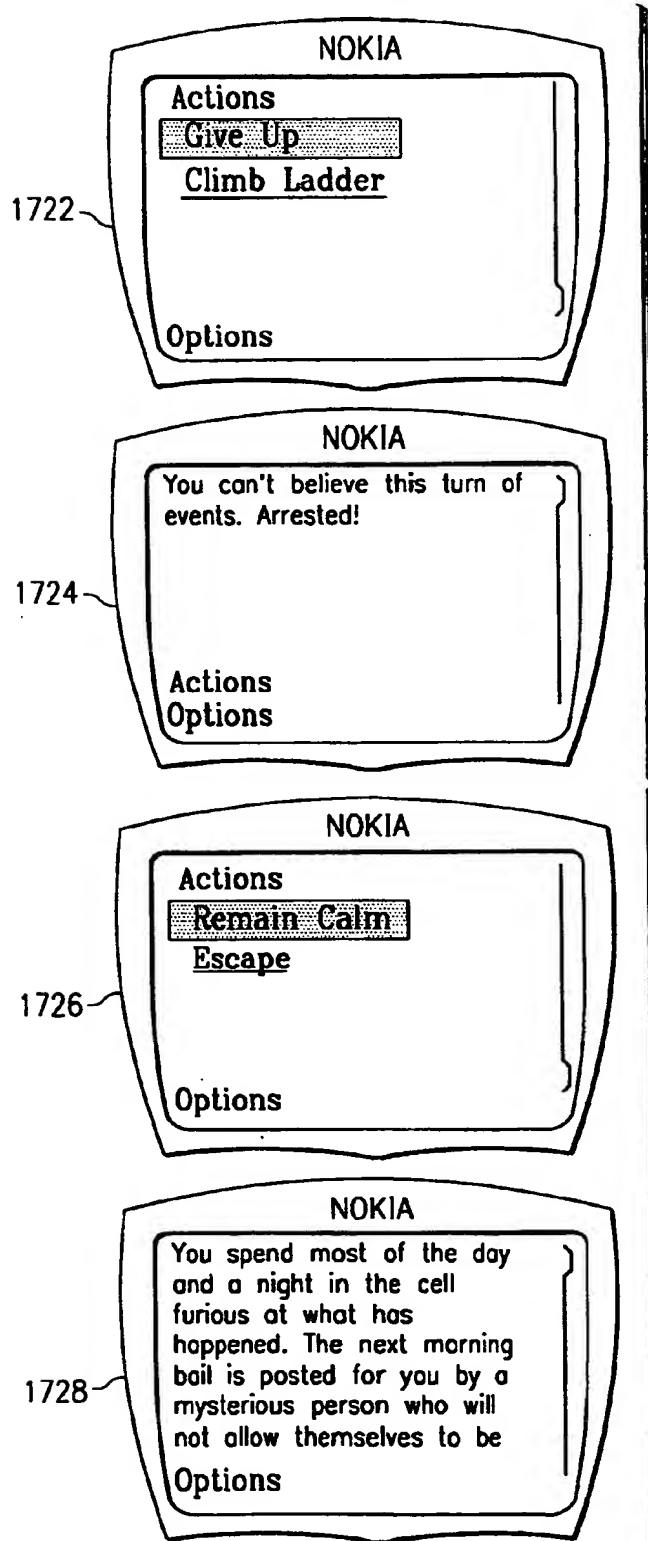 NOKIA
Actions
Give Up
Climb Ladder
1722
Options
NOKIA
You can't believe this turn of
events. Arrested!
1724
Actions
Options
NOKIA
Actions
Remain Calm
Escape
1726
Options
NOKIA
You spend most of the day
and a night in the cell
furious at what has
happened. The next morning
bail is posted for you by a
mysterious person who will
1728
not allow themselves to be
Options